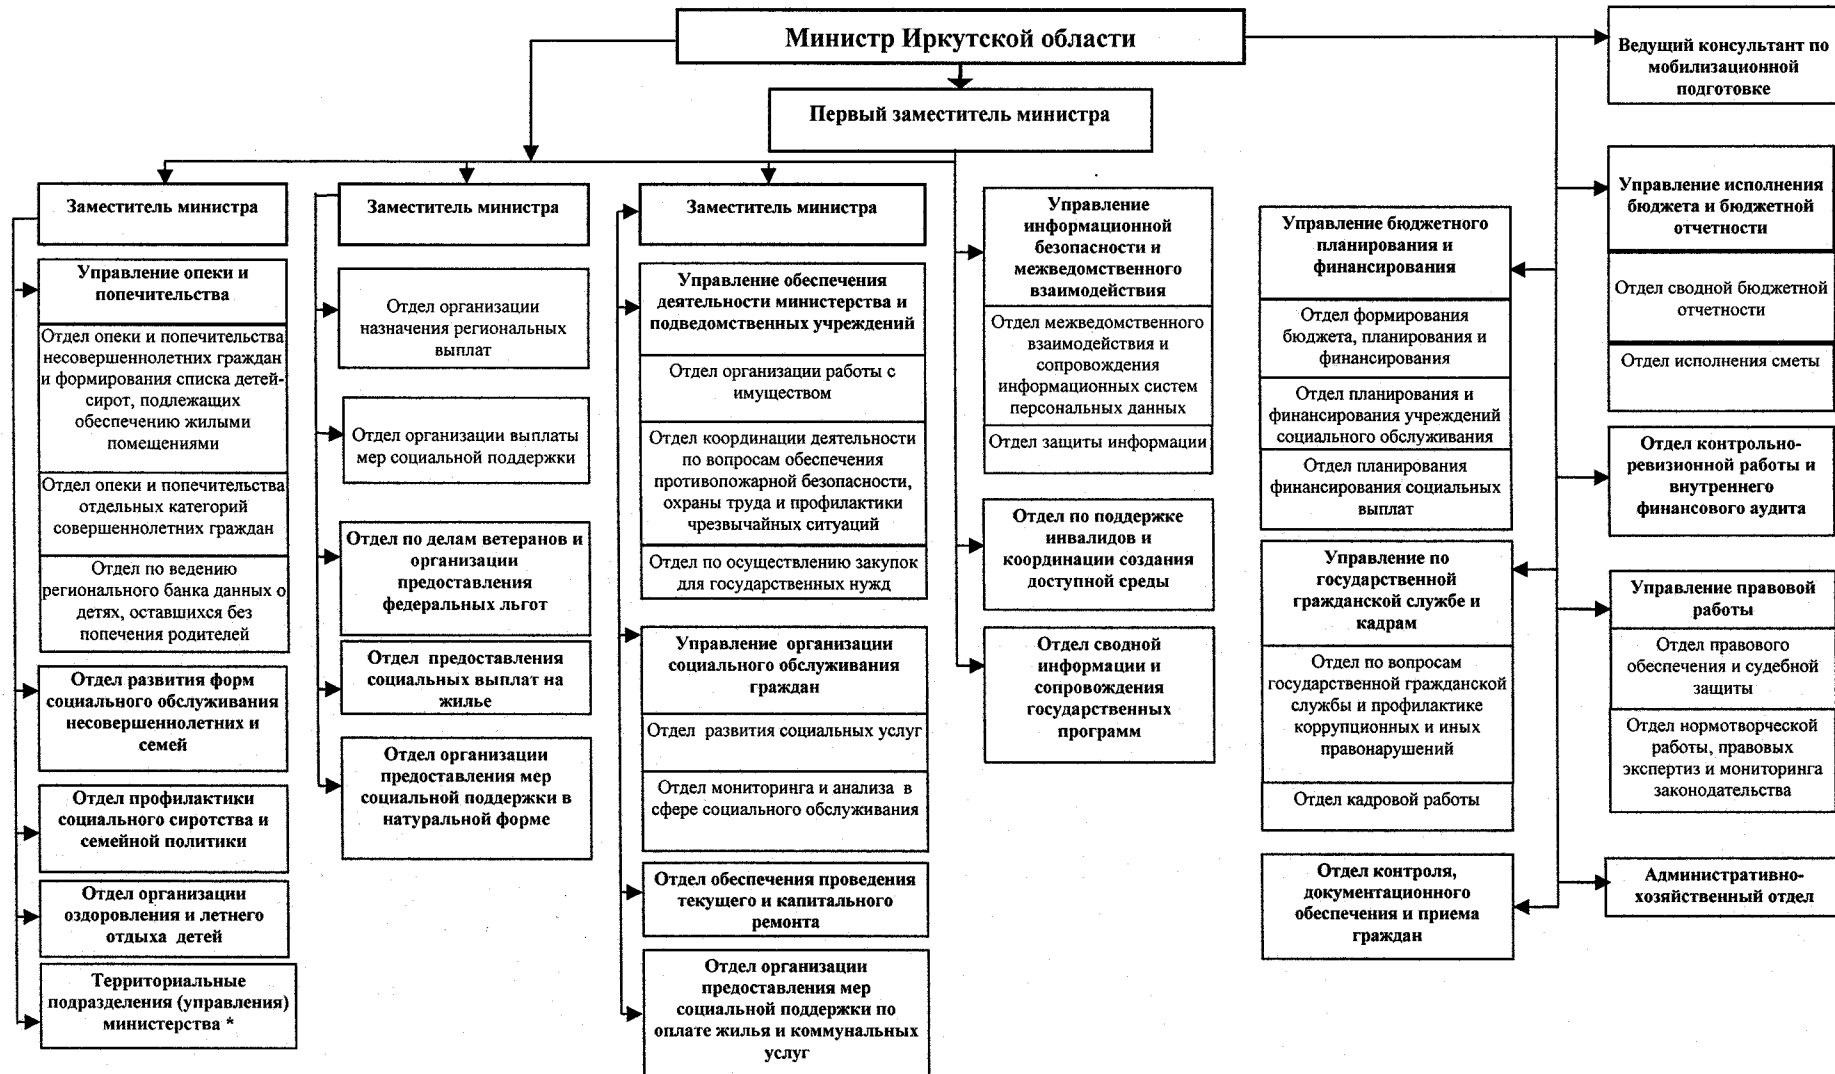 Министр Иркутской области
Первый заместитель министра
Заместитель министра
Управление опеки и
попечительства
Отдел опеки и попечительства
несовершеннолетних граждан
и формирования списка детей-
сирот, подлежащих
обеспечению жилыми
помещениями
Отдел опеки и попечительства
отдельных категорий
совершеннолетних граждан
Отдел по ведению
регионального банка данных о
детях, оставшихся без
попечения родителей
Отдел развития форм
социального обслуживания
несовершеннолетних и
семей
Отдел профилактики
социального сиротства и
семейной политики
Отдел организации
оздоровления и летнего
отдыха детей
Территориальные
подразделения (управления)
министерства *
Заместитель министра
Отдел организации
назначения региональных
выплат
Отдел организации выплаты
мер социальной поддержки
Отдел по делам ветеранов и
организации
предоставления
федеральных льгот
Отдел предоставления
социальных выплат на
жилье
Отдел организации
предоставления мер
социальной поддержки в
натуральной форме
Заместитель министра
Управление обеспечения
деятельности министерства и
подведомственных учреждений
Отдел организации работы с
имуществом
Отдел координации деятельности
по вопросам обеспечения
противопожарной безопасности,
охраны труда и профилактики
чрезвычайных ситуаций
Отдел по осуществлению закупок
для государственных нужд
Управление организации
социального обслуживания
граждан
Отдел развития социальных услуг
Отдел мониторинга и анализа в
сфере социального обслуживания
Отдел обеспечения проведения
текущего и капитального
ремонта
Отдел организации
предоставления мер
социальной поддержки по
оплате жилья и коммунальных
услуг
Управление
информационной
безопасности и
межведомственного
взаимодействия
Отдел межведомственного
взаимодействия и
сопровождения
информационных систем
персональных данных
Отдел защиты информации
Отдел по поддержке
инвалидов и
координации создания
доступной среды
Отдел сводной
информации и
сопровождения
государственных
программ
Управление бюджетного
планирования и
финансирования
Отдел формирования
бюджета, планирования и
финансирования
Отдел планирования и
финансирования учреждений
социального обслуживания
Отдел планирования
финансирования социальных
выплат
Управление по
государственной
гражданской службе и
кадрам
Отдел по вопросам
государственной гражданской
службы и профилактике
коррупционных и иных
правонарушений
Отдел кадровой работы
Отдел контроля,
документационного
обеспечения и приема
граждан
Ведущий консультант по
мобилизационной
подготовке
Управление исполнения
бюджета и бюджетной
отчетности
Отдел сводной бюджетной
отчетности
Отдел исполнения сметы
Отдел контрольно-
ревизионной работы и
внутреннего
финансового аудита
Управление правовой
работы
Отдел правового
обеспечения и судебной
защиты
Отдел нормотворческой
работы, правовых
экспертиз и мониторинга
законодательства
Административно-
хозяйственный отдел